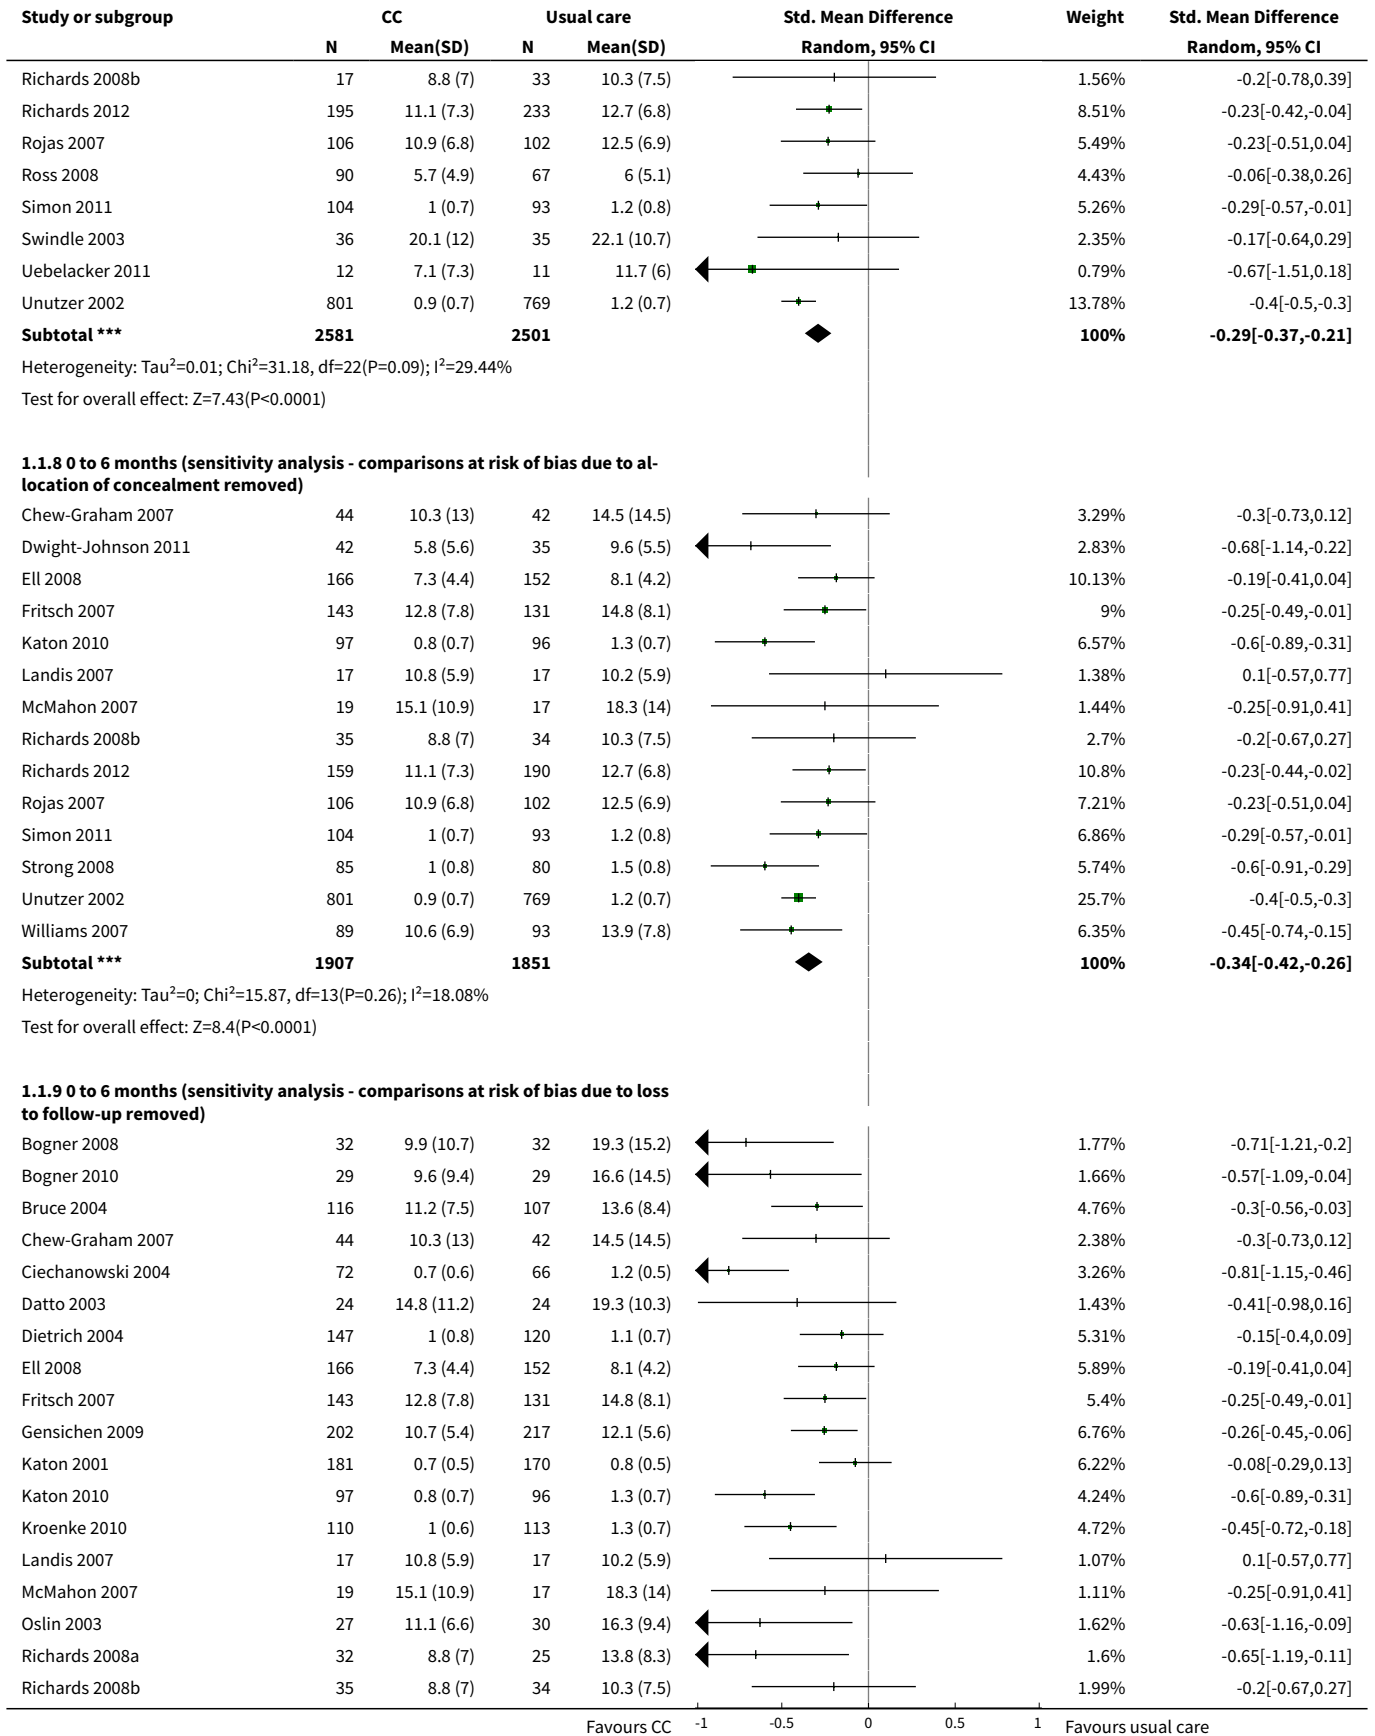 Study or subgroup CC Usual care Std. Mean Difference Weight Std. Mean Difference
N Mean(SD) N Mean(SD) Random, 95% CI Random, 95% CI
Richards 2008b 17 8.8 (7) 33 10.3 (7.5) 1.56% -0.2[-0.78,0.39]
Richards 2012 195 11.1 (7.3) 233 12.7 (6.8) 8.51% -0.23[-0.42,-0.04]
Rojas 2007 106 10.9 (6.8) 102 12.5 (6.9) 5.49% -0.23[-0.51,0.04]
Ross 2008 90 5.7 (4.9) 67 6 (5.1) 4.43% -0.06[-0.38,0.26]
Simon 2011 104 1 (0.7) 93 1.2 (0.8) 5.26% -0.29[-0.57,-0.01]
Swindle 2003 36 20.1 (12) 35 22.1 (10.7) 2.35% -0.17[-0.64,0.29]
Uebelacker 2011 12 7.1 (7.3) 11 11.7 (6) 0.79% -0.67[-1.51,0.18]
Unutzer 2002 801 0.9 (0.7) 769 1.2 (0.7) 13.78% -0.4[-0.5,-0.3]
Subtotal *** 2581 2501 100% -0.29[-0.37,-0.21]
Heterogeneity: Tau²=0.01; Chi²=31.18, df=22(P=0.09); I²=29.44%
Test for overall effect: Z=7.43(P<0.0001)
1.1.8 0 to 6 months (sensitivity analysis - comparisons at risk of bias due to al-
location of concealment removed)
Chew-Graham 2007 44 10.3 (13) 42 14.5 (14.5) 3.29% -0.3[-0.73,0.12]
Dwight-Johnson 2011 42 5.8 (5.6) 35 9.6 (5.5) 2.83% -0.68[-1.14,-0.22]
Ell 2008 166 7.3 (4.4) 152 8.1 (4.2) 10.13% -0.19[-0.41,0.04]
Fritsch 2007 143 12.8 (7.8) 131 14.8 (8.1) 9% -0.25[-0.49,-0.01]
Katon 2010 97 0.8 (0.7) 96 1.3 (0.7) 6.57% -0.6[-0.89,-0.31]
Landis 2007 17 10.8 (5.9) 17 10.2 (5.9) 1.38% 0.1[-0.57,0.77]
McMahon 2007 19 15.1 (10.9) 17 18.3 (14) 1.44% -0.25[-0.91,0.41]
Richards 2008b 35 8.8 (7) 34 10.3 (7.5) 2.7% -0.2[-0.67,0.27]
Richards 2012 159 11.1 (7.3) 190 12.7 (6.8) 10.8% -0.23[-0.44,-0.02]
Rojas 2007 106 10.9 (6.8) 102 12.5 (6.9) 7.21% -0.23[-0.51,0.04]
Simon 2011 104 1 (0.7) 93 1.2 (0.8) 6.86% -0.29[-0.57,-0.01]
Strong 2008 85 1 (0.8) 80 1.5 (0.8) 5.74% -0.6[-0.91,-0.29]
Unutzer 2002 801 0.9 (0.7) 769 1.2 (0.7) 25.7% -0.4[-0.5,-0.3]
Williams 2007 89 10.6 (6.9) 93 13.9 (7.8) 6.35% -0.45[-0.74,-0.15]
Subtotal *** 1907 1851 100% -0.34[-0.42,-0.26]
Heterogeneity: Tau²=0; Chi²=15.87, df=13(P=0.26); I²=18.08%
Test for overall effect: Z=8.4(P<0.0001)
1.1.9 0 to 6 months (sensitivity analysis - comparisons at risk of bias due to loss
to follow-up removed)
Bogner 2008 32 9.9 (10.7) 32 19.3 (15.2) 1.77% -0.71[-1.21,-0.2]
Bogner 2010 29 9.6 (9.4) 29 16.6 (14.5) 1.66% -0.57[-1.09,-0.04]
Bruce 2004 116 11.2 (7.5) 107 13.6 (8.4) 4.76% -0.3[-0.56,-0.03]
Chew-Graham 2007 44 10.3 (13) 42 14.5 (14.5) 2.38% -0.3[-0.73,0.12]
Ciechanowski 2004 72 0.7 (0.6) 66 1.2 (0.5) 3.26% -0.81[-1.15,-0.46]
Datto 2003 24 14.8 (11.2) 24 19.3 (10.3) 1.43% -0.41[-0.98,0.16]
Dietrich 2004 147 1 (0.8) 120 1.1 (0.7) 5.31% -0.15[-0.4,0.09]
Ell 2008 166 7.3 (4.4) 152 8.1 (4.2) 5.89% -0.19[-0.41,0.04]
Fritsch 2007 143 12.8 (7.8) 131 14.8 (8.1) 5.4% -0.25[-0.49,-0.01]
Gensichen 2009 202 10.7 (5.4) 217 12.1 (5.6) 6.76% -0.26[-0.45,-0.06]
Katon 2001 181 0.7 (0.5) 170 0.8 (0.5) 6.22% -0.08[-0.29,0.13]
Katon 2010 97 0.8 (0.7) 96 1.3 (0.7) 4.24% -0.6[-0.89,-0.31]
Kroenke 2010 110 1 (0.6) 113 1.3 (0.7) 4.72% -0.45[-0.72,-0.18]
Landis 2007 17 10.8 (5.9) 17 10.2 (5.9) 1.07% 0.1[-0.57,0.77]
McMahon 2007 19 15.1 (10.9) 17 18.3 (14) 1.11% -0.25[-0.91,0.41]
Oslin 2003 27 11.1 (6.6) 30 16.3 (9.4) 1.62% -0.63[-1.16,-0.09]
Richards 2008a 32 8.8 (7) 25 13.8 (8.3) 1.6% -0.65[-1.19,-0.11]
Richards 2008b 35 8.8 (7) 34 10.3 (7.5) 1.99% -0.2[-0.67,0.27]
Favours CC -1 -0.5 0 0.5 1 Favours usual care